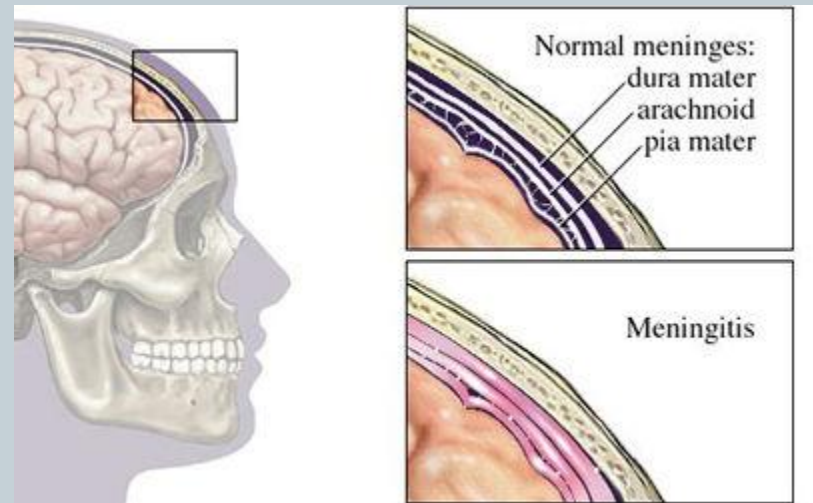 Normal meninges:
dura mater
arachnoid
pia mater
Meningitis